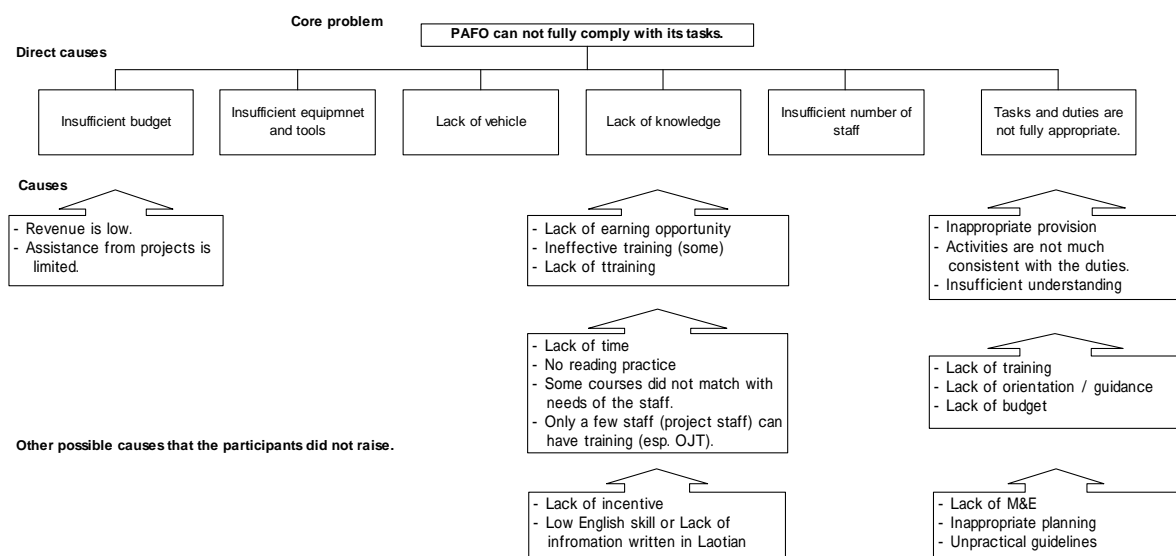 Core problem
PAFO can not fully comply with its tasks.
Direct causes
Insufficient budget
Insufficient equipmnet
and tools
Lack of vehicle
Lack of knowledge
Insufficient number of
staff
Tasks and duties are
not fully appropriate.
Causes
- Revenue is low.
- Assistance from projects is
limited.
- Lack of earning opportunity
- Ineffective training (some)
- Lack of ttraining
- Inappropriate provision
- Activities are not much
consistent with the duties.
- Insufficient understanding
- Lack of time
- No reading practice
- Some courses did not match with
needs of the staff.
- Only a few staff (project staff) can
have training (esp. OJT).
- Lack of training
- Lack of orientation / guidance
- Lack of budget
Other possible causes that the participants did not raise.
- Lack of incentive
- Low English skill or Lack of
infromation written in Laotian
- Lack of M&E
- Inappropriate planning
- Unpractical guidelines